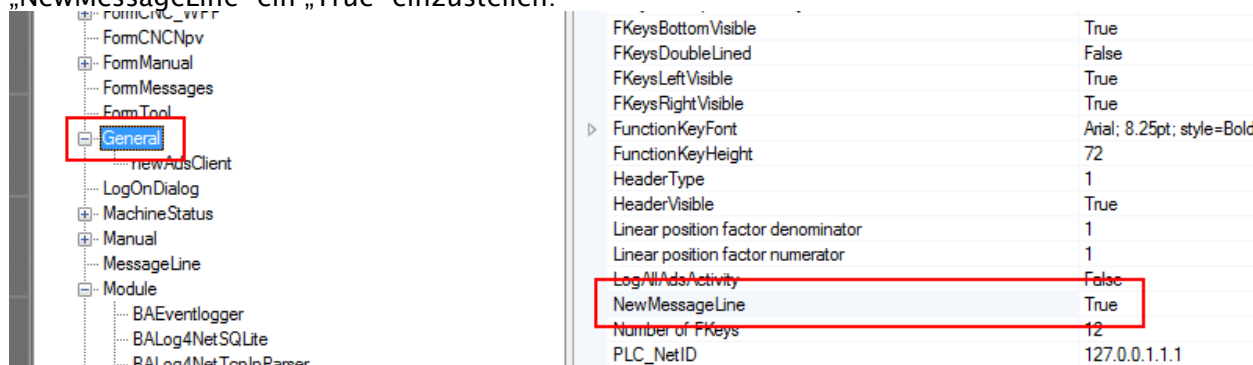 „NewMessageLine“ ein „True“ einzustellen.
FormCNC_WPF
FormCNCNpv
FormManual
FormMessages
FormTool
General
newAdsClient
LogOnDialog
MachineStatus
Manual
MessageLine
Module
BAEventlogger
BALog4NetSQLite
BALog4NetTcpIpParser
FKeysBottomVisible True
FKeysDoubleLined False
FKeysLeftVisible True
FKeysRightVisible True
FunctionKeyFont Arial; 8.25pt; style=Bold
FunctionKeyHeight 72
HeaderType 1
HeaderVisible True
Linear position factor denominator 1
Linear position factor numerator 1
LogAllAdsActivity False
NewMessageLine True
Number of FKeys 12
PLC_NetID 127.0.0.1.1.1